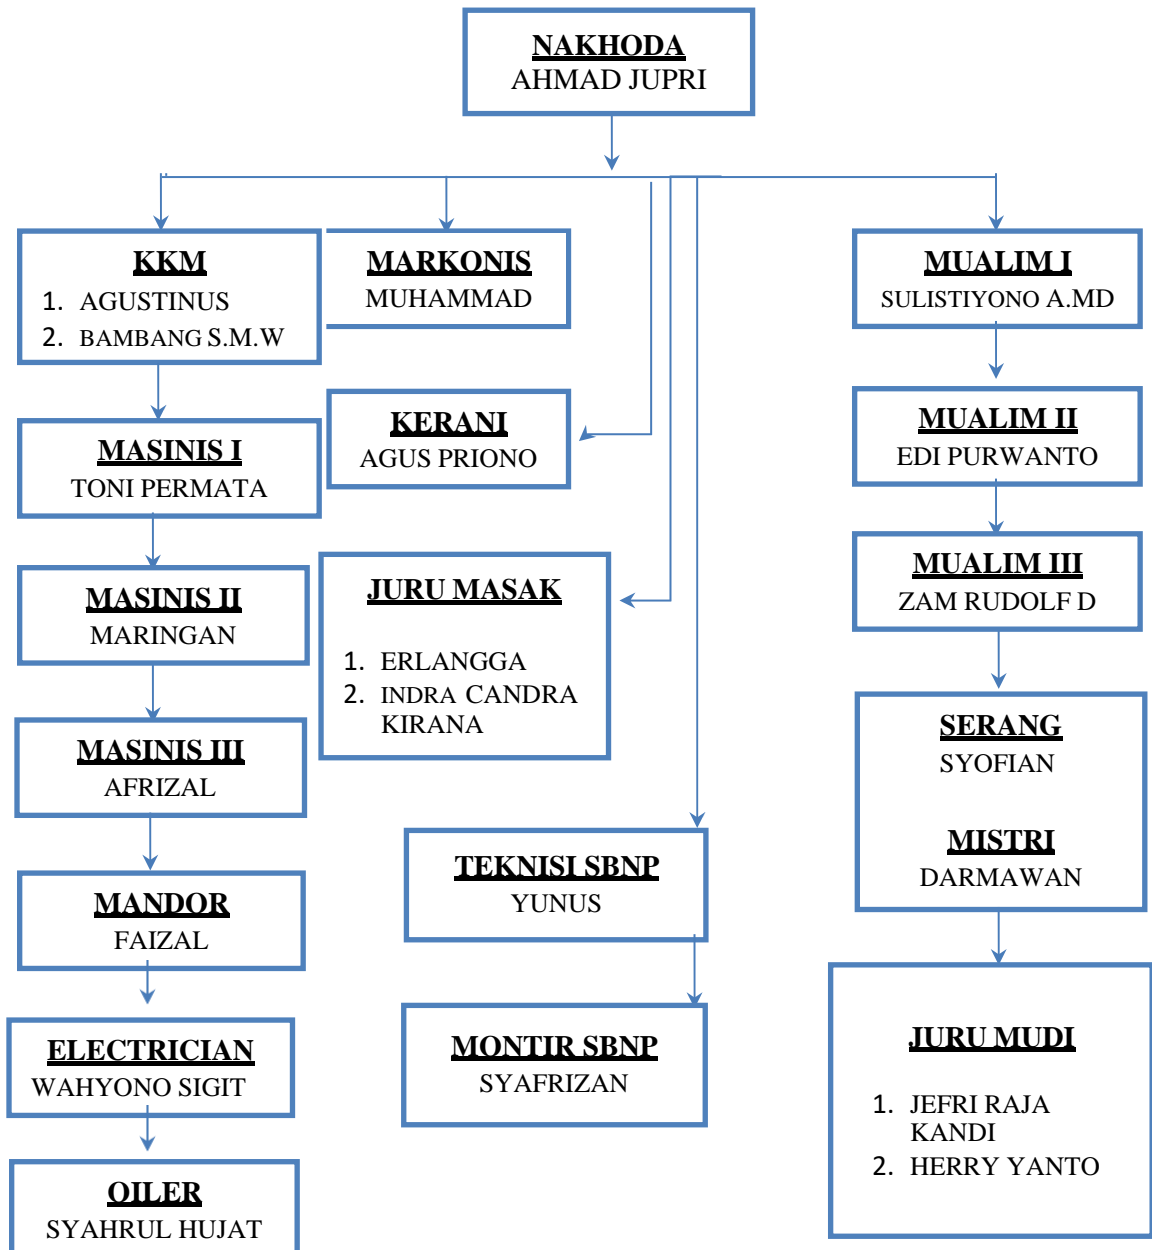 NAKHODA
AHMAD JUPRI
KKM
1. AGUSTINUS
2. BAMBANG S.M.W
MARKONIS
MUHAMMAD
MUALIM I
SULISTIYONO A.MD
MASINIS I
TONI PERMATA
KERANI
AGUS PRIONO
MUALIM II
EDI PURWANTO
MASINIS II
MARINGAN
JURU MASAK
1. ERLANGGA
2. INDRA CANDRA
KIRANA
MUALIM III
ZAM RUDOLF D
MASINIS III
AFRIZAL
SERANG
SYOFIAN
MISTRI
DARMAWAN
MANDOR
FAIZAL
TEKNISI SBNP
YUNUS
ELECTRICIAN
WAHYONO SIGIT
MONTIR SBNP
SYAFRIZAN
JURU MUDI
1. JEFRI RAJA
KANDI
2. HERRY YANTO
OILER
SYAHRUL HUJAT